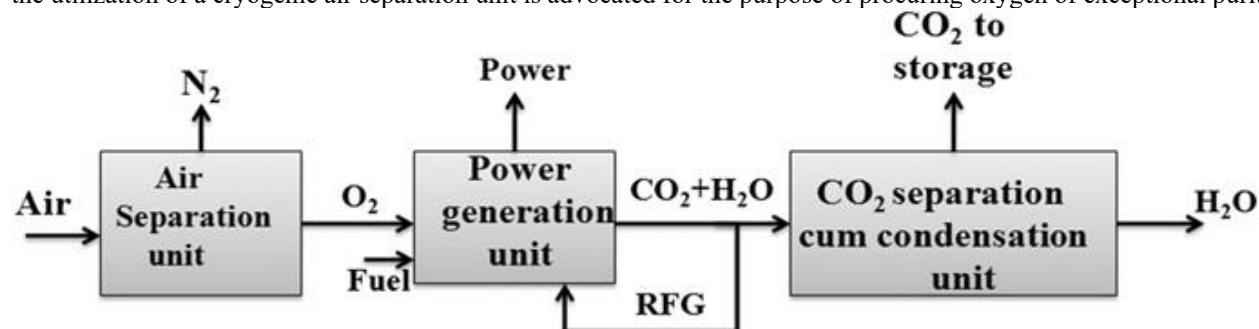 the utilization of a cryogenic air separation unit is advocated for the purpose of procuring oxygen of exceptional
CO₂ to
storage
N₂
Power
Air
Air
Separation
unit
O₂
Fuel
Power
generation
unit
CO₂+H₂O
RFG
CO₂ separation
cum condensation
unit
H₂O